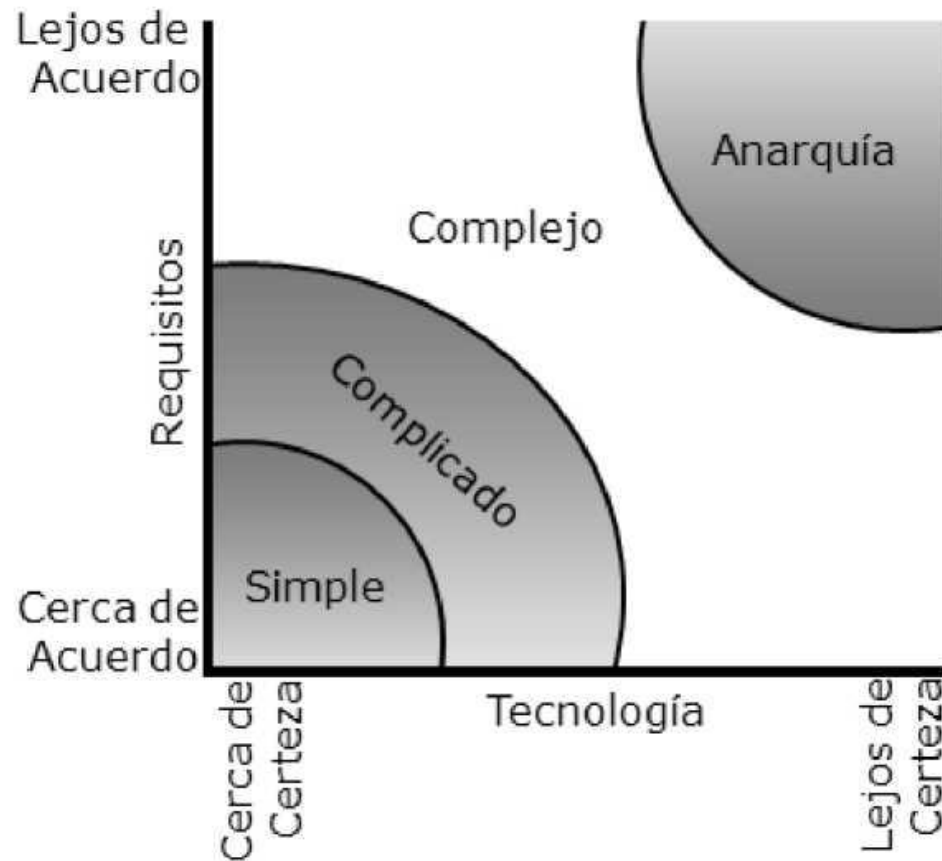 Lejos de
Acuerdo
Anarquía
Complejo
Requisitos
Complicado
Simple
Cerca de
Acuerdo
Cerca de
Certeza
Tecnología
Lejos de
Certeza